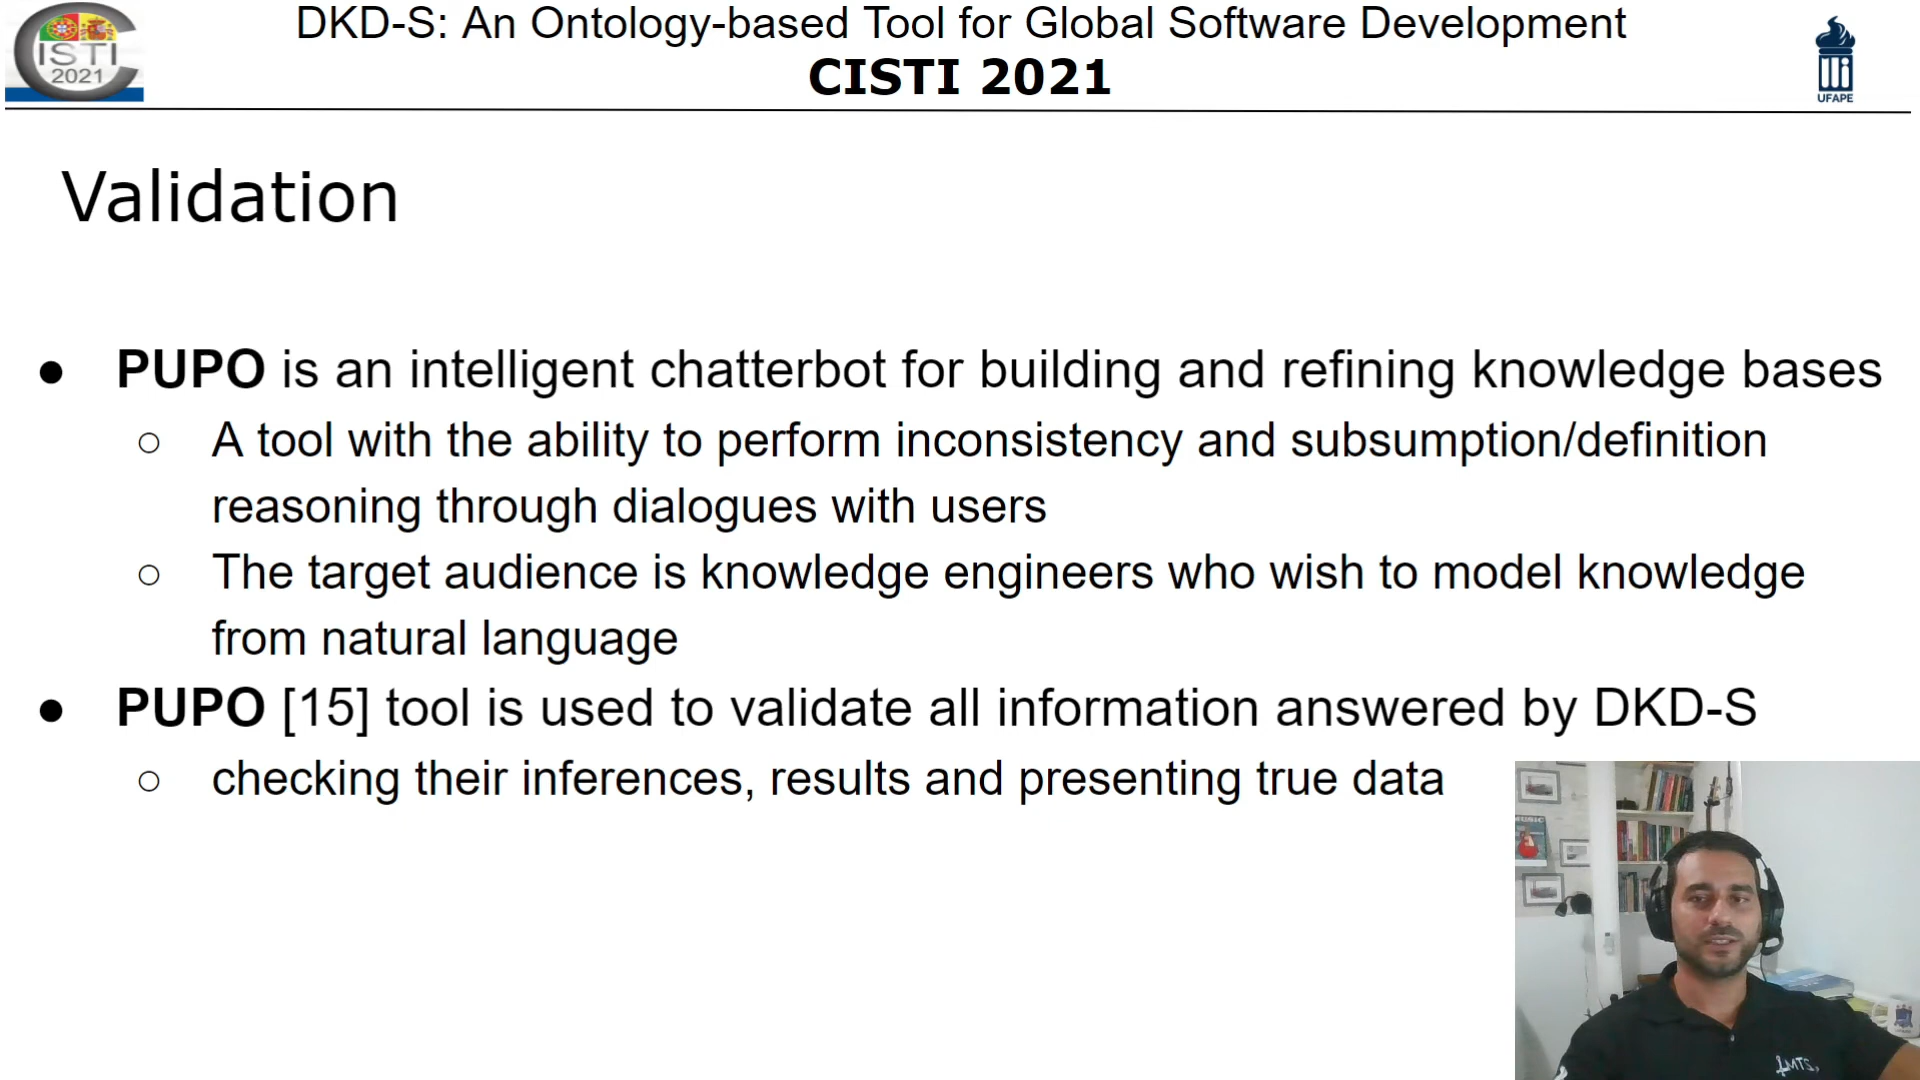 DKD-S: An Ontology-based Tool for Global Software Development
CISTI 2021
CISTI
2021
UFAPE
Validation
● PUPO is an intelligent chatterbot for building and refining knowledge bases
○ A tool with the ability to perform inconsistency and subsumption/definition
reasoning through dialogues with users
○ The target audience is knowledge engineers who wish to model knowledge
from natural language
● PUPO [15] tool is used to validate all information answered by DKD-S
○ checking their inferences, results and presenting true data
MUSIC
LMTS